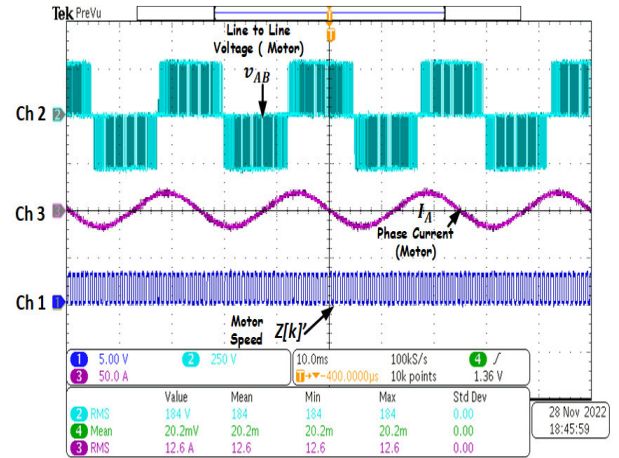 Tek PreVu
T
Line to Line
Voltage ( Motor)
v_AB
T
Ch 2
2
Ch 3
3
I_A
Phase Current
(Motor)
Ch 1
1
Motor
Speed
Z[k]'
1 5.00 V 2 250 V
3 50.0 A
10.0ms 100kS/s
T→▼−400.0000µs 10k points
4 ∫
1.36 V
Value Mean Min Max Std Dev
2 RMS 184 V 184 184 184 0.00
4 Mean 20.2mV 20.2m 20.2m 20.2m 0.00
3 RMS 12.6 A 12.6 12.6 12.6 0.00
28 Nov 2022
18:45:59